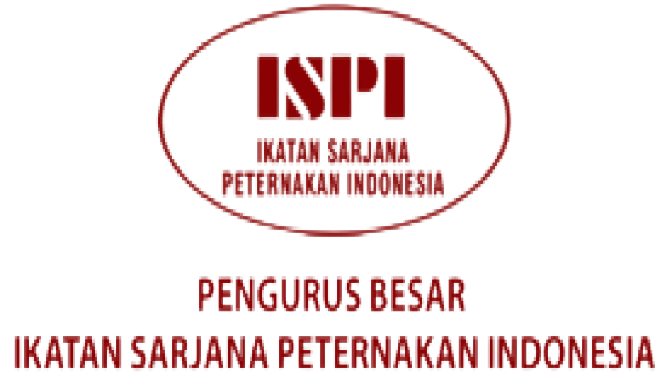 ISPI
IKATAN SARJANA
PETERNAKAN INDONESIA
PENGURUS BESAR
IKATAN SARJANA PETERNAKAN INDONESIA